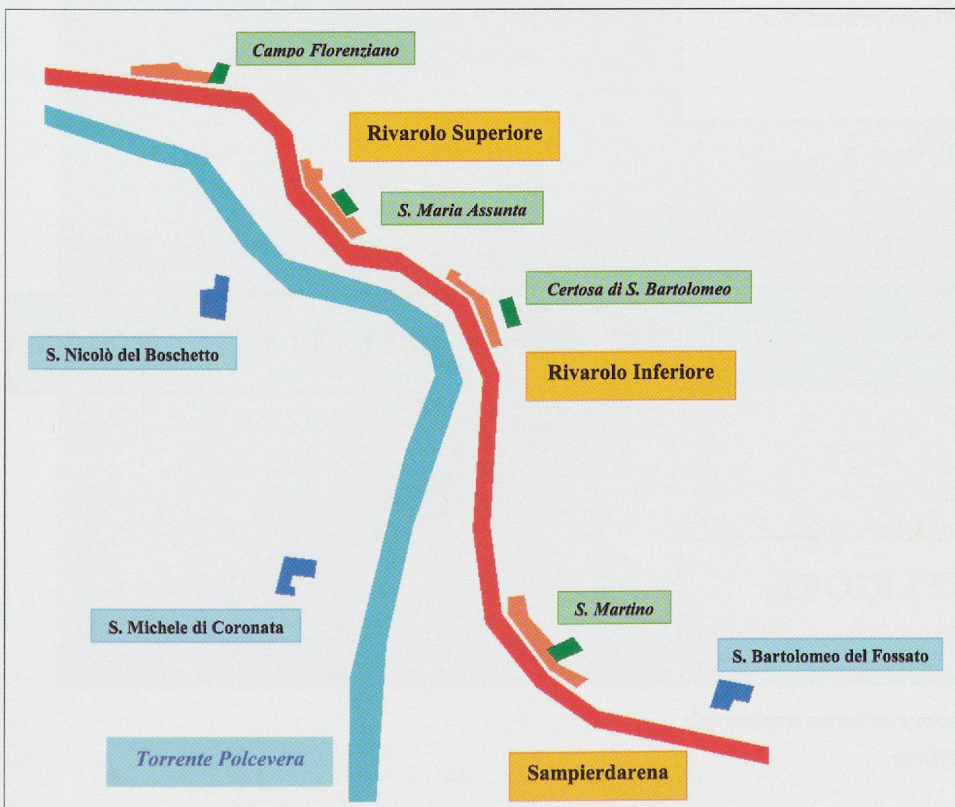 Campo Florenziano
Rivarolo Superiore
S. Maria Assunta
Certosa di S. Bartolomeo
S. Nicolò del Boschetto
Rivarolo Inferiore
S. Martino
S. Michele di Coronata
S. Bartolomeo del Fossato
Torrente Polcevera
Sampierdarena